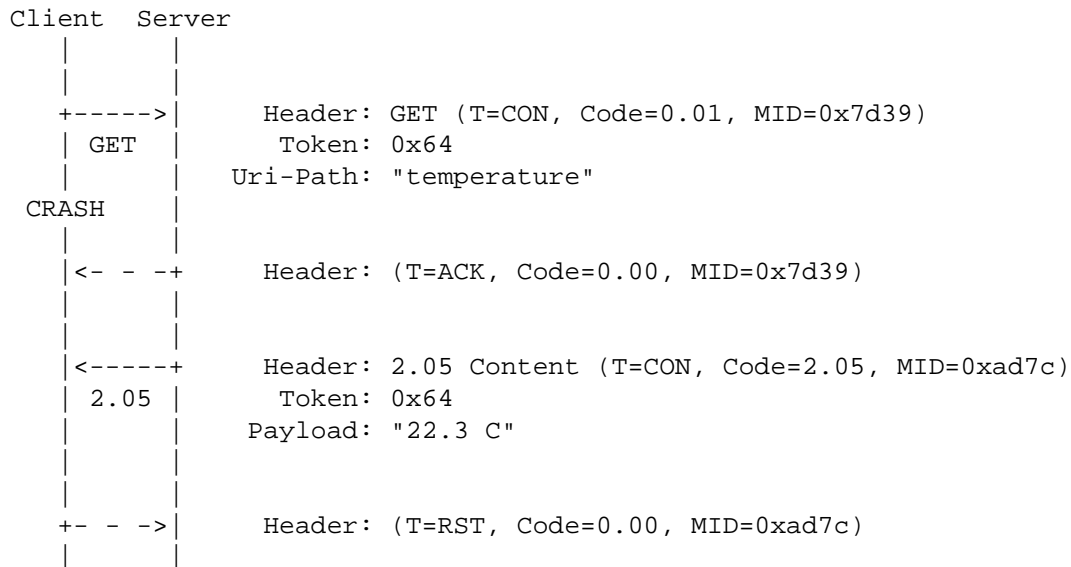 Client Server
GET
CRASH
2.05
Header: GET (T=CON, Code=0.01, MID=0x7d39)
Token: 0x64
Uri-Path: "temperature"
Header: (T=ACK, Code=0.00, MID=0x7d39)
Header: 2.05 Content (T=CON, Code=2.05, MID=0xad7c)
Token: 0x64
Payload: "22.3 C"
Header: (T=RST, Code=0.00, MID=0xad7c)